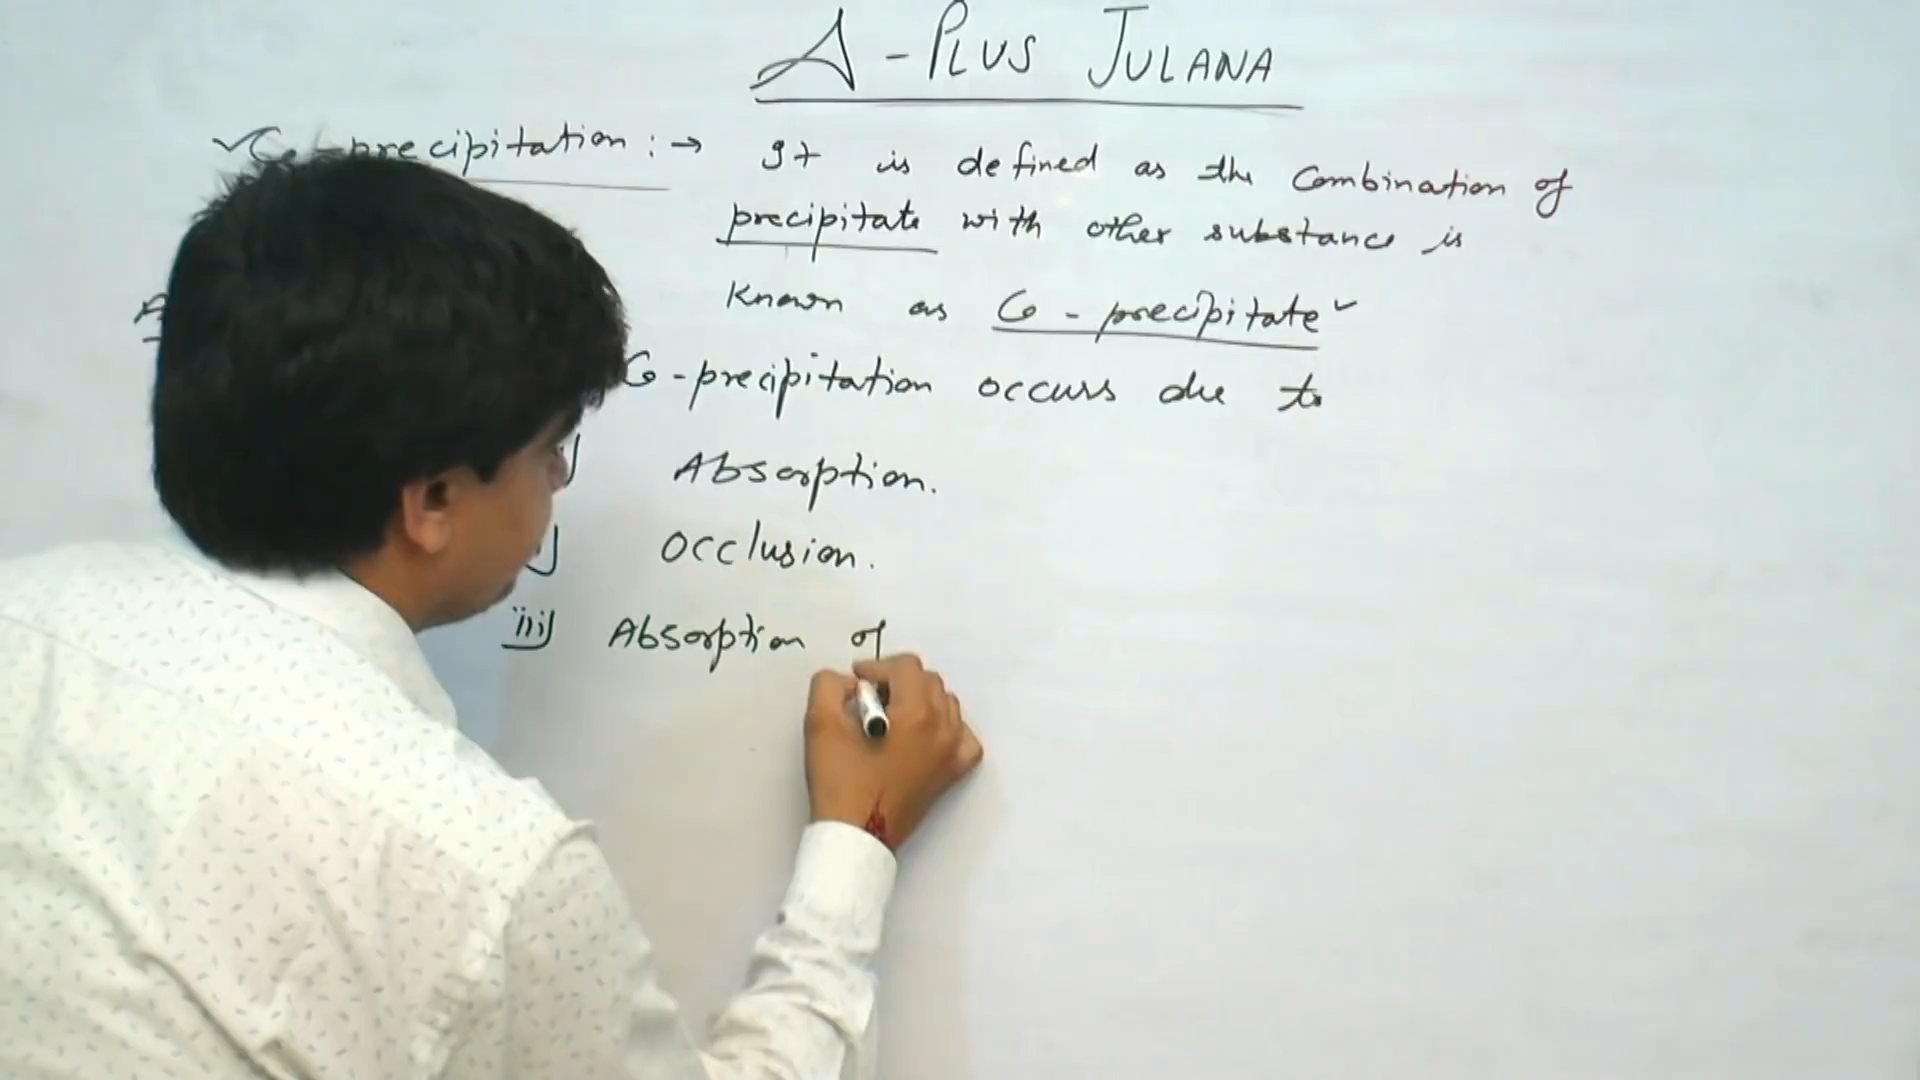 A - PLUS JULANA
Co-precipitation : → It is defined as the Combination of
precipitate with other substance is
Known as Co - precipitate
Co - precipitation occurs due to
Absorption.
Occlusion.
iii) Absorption of